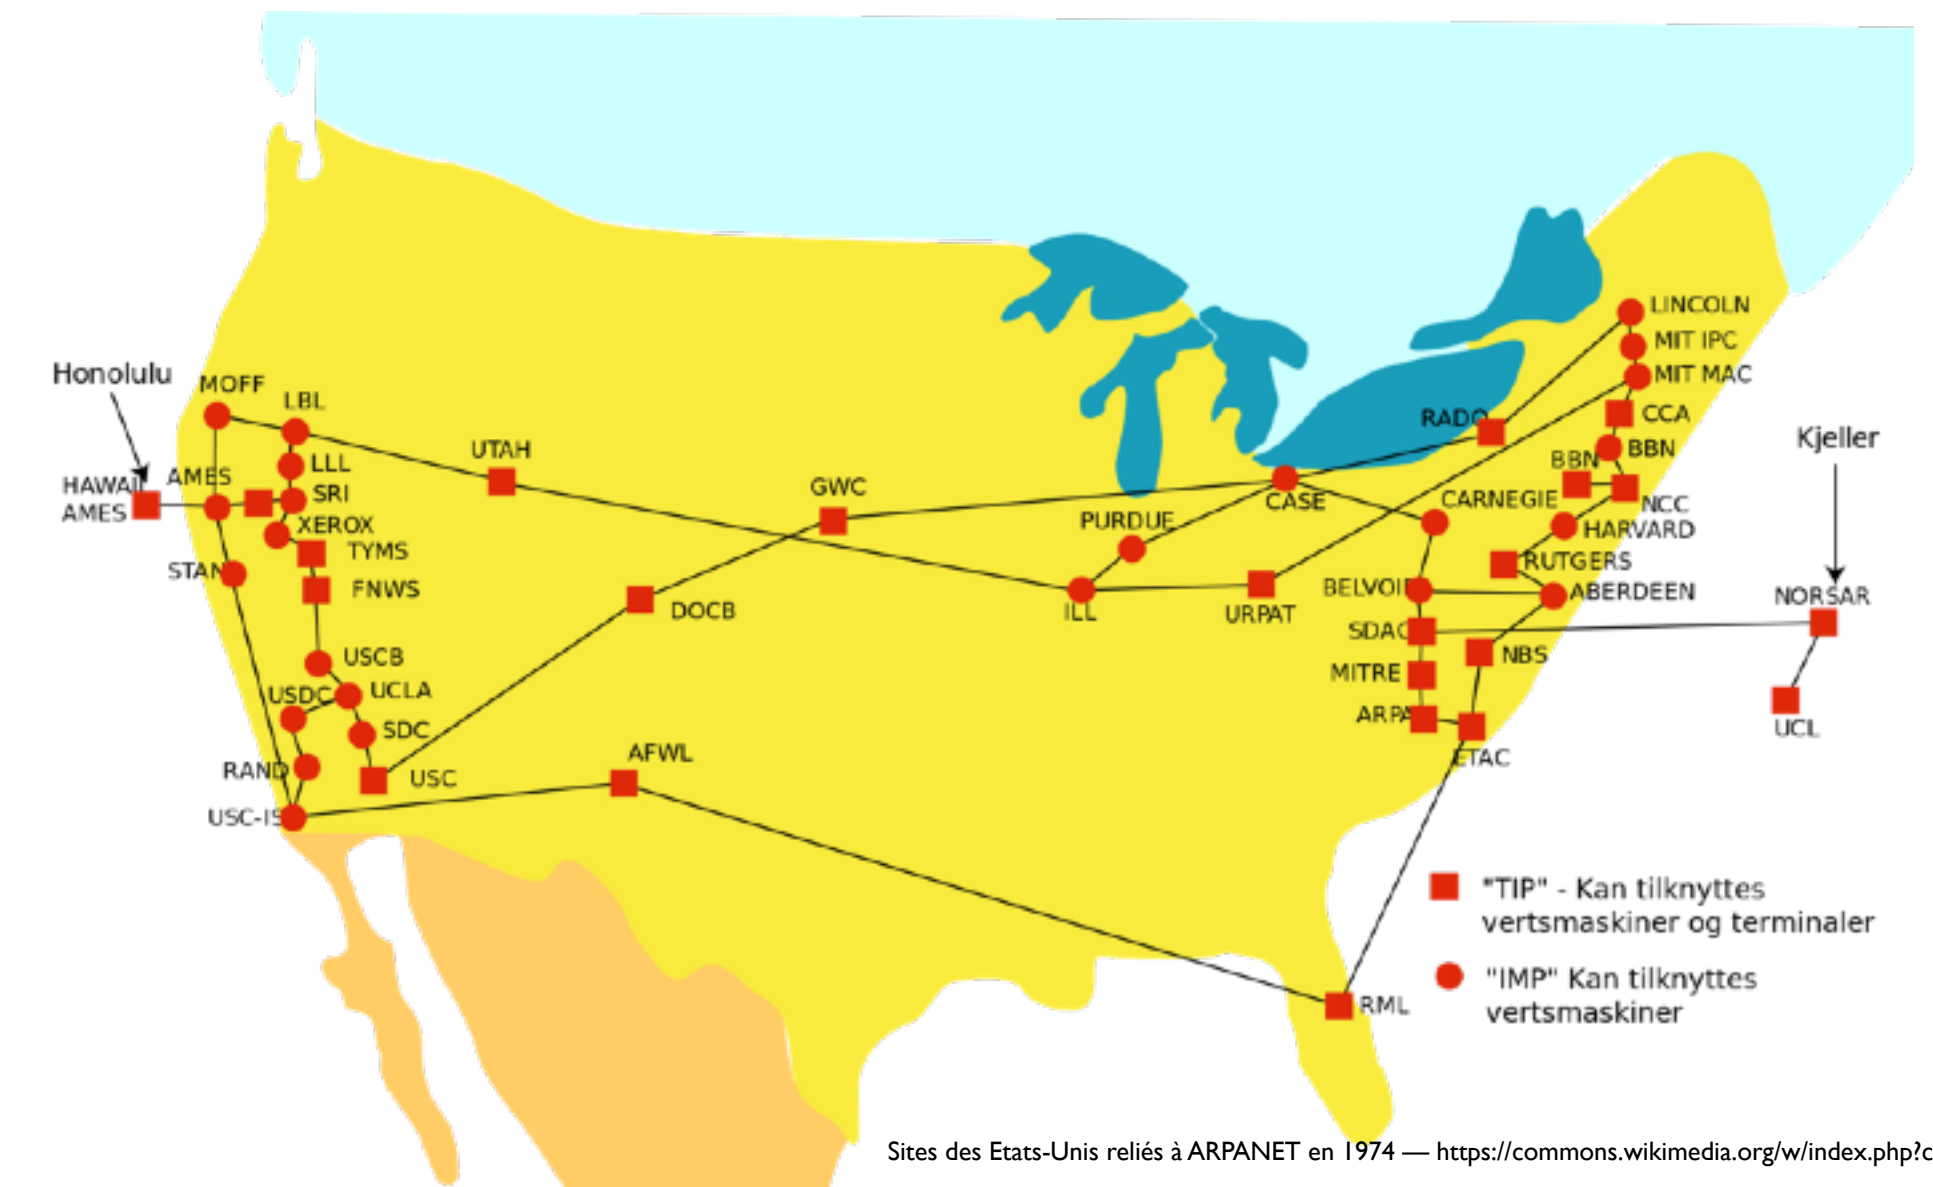 LINCOLN
MIT IPC
Honolulu
MOFF
MIT MAC
LBL
RADO
CCA
Kjeller
UTAH
BBN
LLL
BBN
AMES
HAWAII
GWC
SRI
CARNEGIE
CASE
AMES
NCC
XEROX
PURDUE
HARVARD
TYMS
RUTGERS
STAN
FNWS
BELVOIR
ABERDEEN
NORSAR
DOCB
ILL
URPAT
SDAC
USCB
NBS
MITRE
USDC
UCLA
ARPA
SDC
UCL
AFWL
ETAC
RAND
USC
USC-IS
"TIP" - Kan tilknyttes
vertsmaskiner og terminaler
"IMP" Kan tilknyttes
vertsmaskiner
RML
Sites des Etats-Unis reliés à ARPANET en 1974 — https://commons.wikimedia.org/w/index.php?c